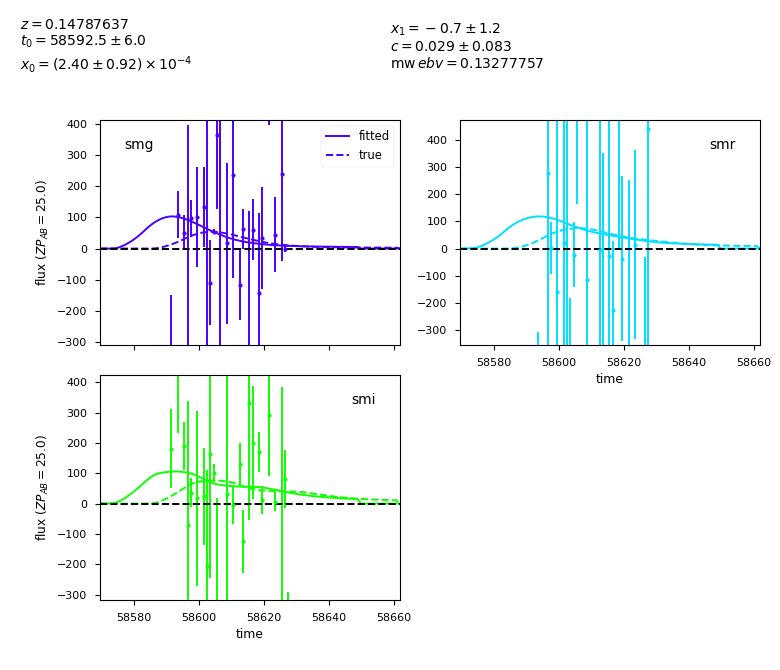 z = 0.14787637
t₀ = 58592.5 ± 6.0
x₀ = (2.40 ± 0.92) × 10⁻⁴
x₁ = −0.7 ± 1.2
c = 0.029 ± 0.083
mw ebv = 0.13277757
smg
fitted
true
400
300
200
100
0
−100
−200
−300
flux (ZP_AB = 25.0)
smr
400
300
200
100
0
−100
−200
−300
58580 58600 58620 58640 58660
time
smi
400
300
200
100
0
−100
−200
−300
flux (ZP_AB = 25.0)
58580 58600 58620 58640 58660
time